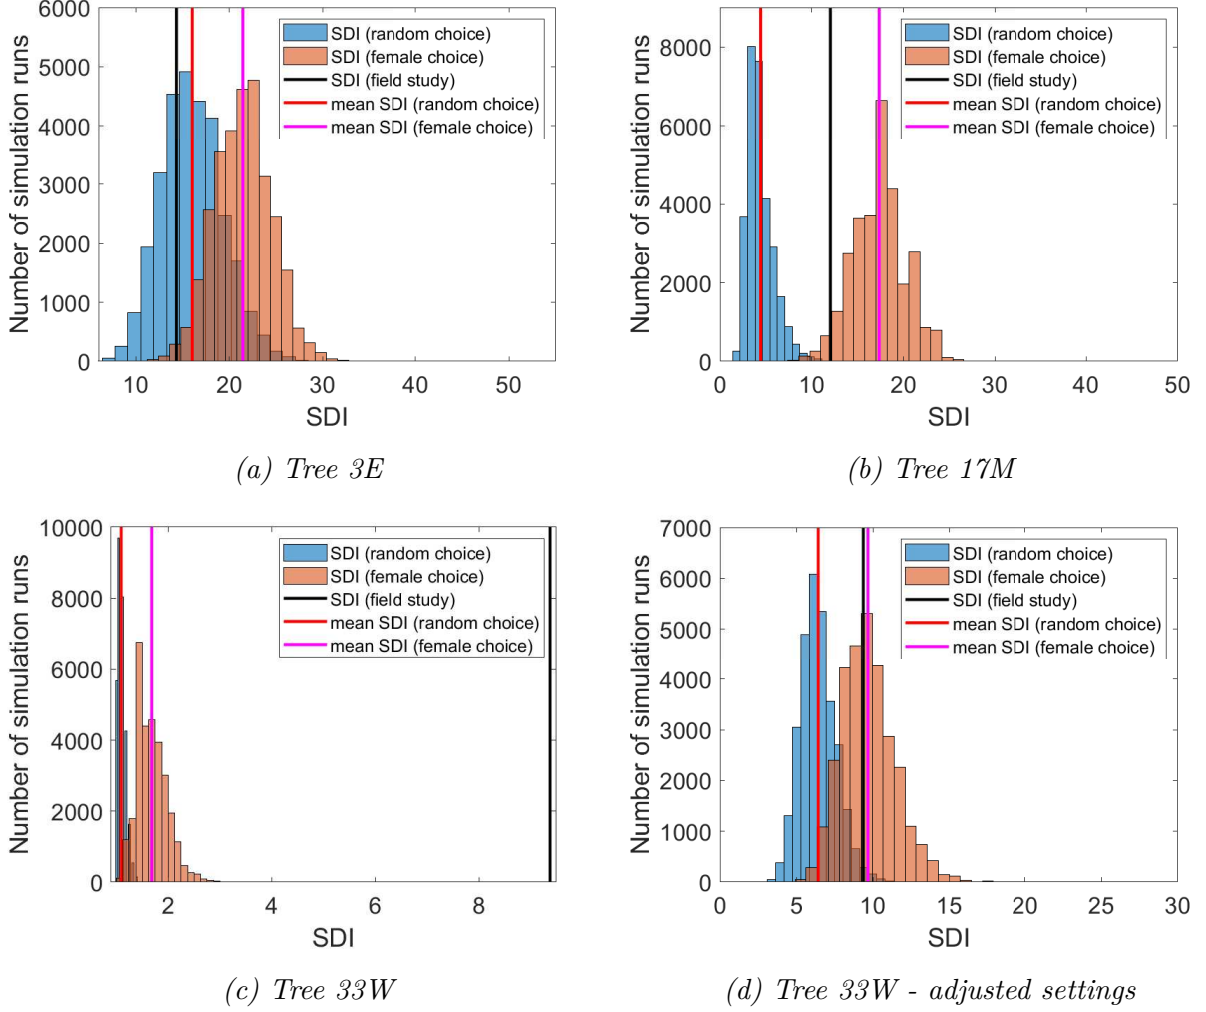 6000
5000
4000
3000
2000
1000
0
Number of simulation runs
SDI (random choice)
SDI (female choice)
SDI (field study)
mean SDI (random choice)
mean SDI (female choice)
10 20 30 40 50
SDI
(a) Tree 3E
8000
6000
4000
2000
0
Number of simulation runs
SDI (random choice)
SDI (female choice)
SDI (field study)
mean SDI (random choice)
mean SDI (female choice)
0 10 20 30 40 50
SDI
(b) Tree 17M
10000
8000
6000
4000
2000
0
Number of simulation runs
SDI (random choice)
SDI (female choice)
SDI (field study)
mean SDI (random choice)
mean SDI (female choice)
2 4 6 8
SDI
(c) Tree 33W
7000
6000
5000
4000
3000
2000
1000
0
Number of simulation runs
SDI (random choice)
SDI (female choice)
SDI (field study)
mean SDI (random choice)
mean SDI (female choice)
0 5 10 15 20 25 30
SDI
(d) Tree 33W - adjusted settings